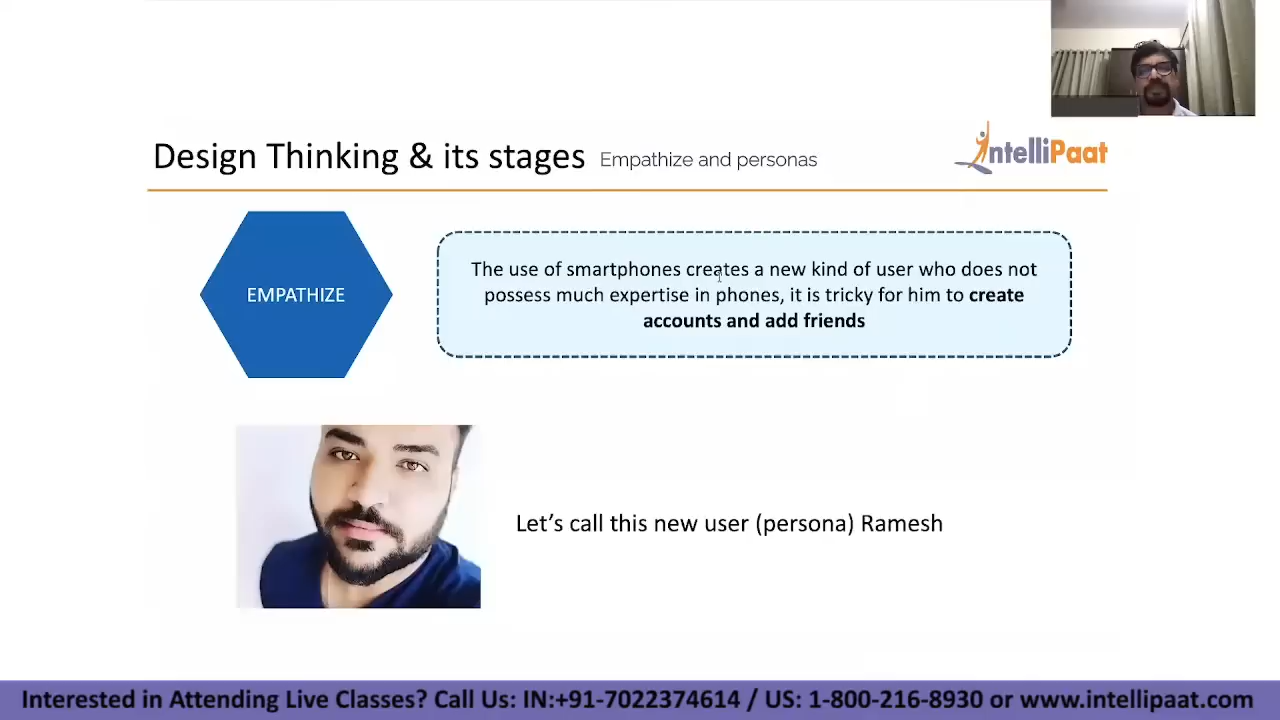 Design Thinking & its stages Empathize and personas
IntelliPaat
EMPATHIZE
The use of smartphones creates a new kind of user who does not
possess much expertise in phones, it is tricky for him to create
accounts and add friends
Let’s call this new user (persona) Ramesh
Interested in Attending Live Classes? Call Us: IN:+91-7022374614 / US: 1-800-216-8930 or www.intellipaat.com